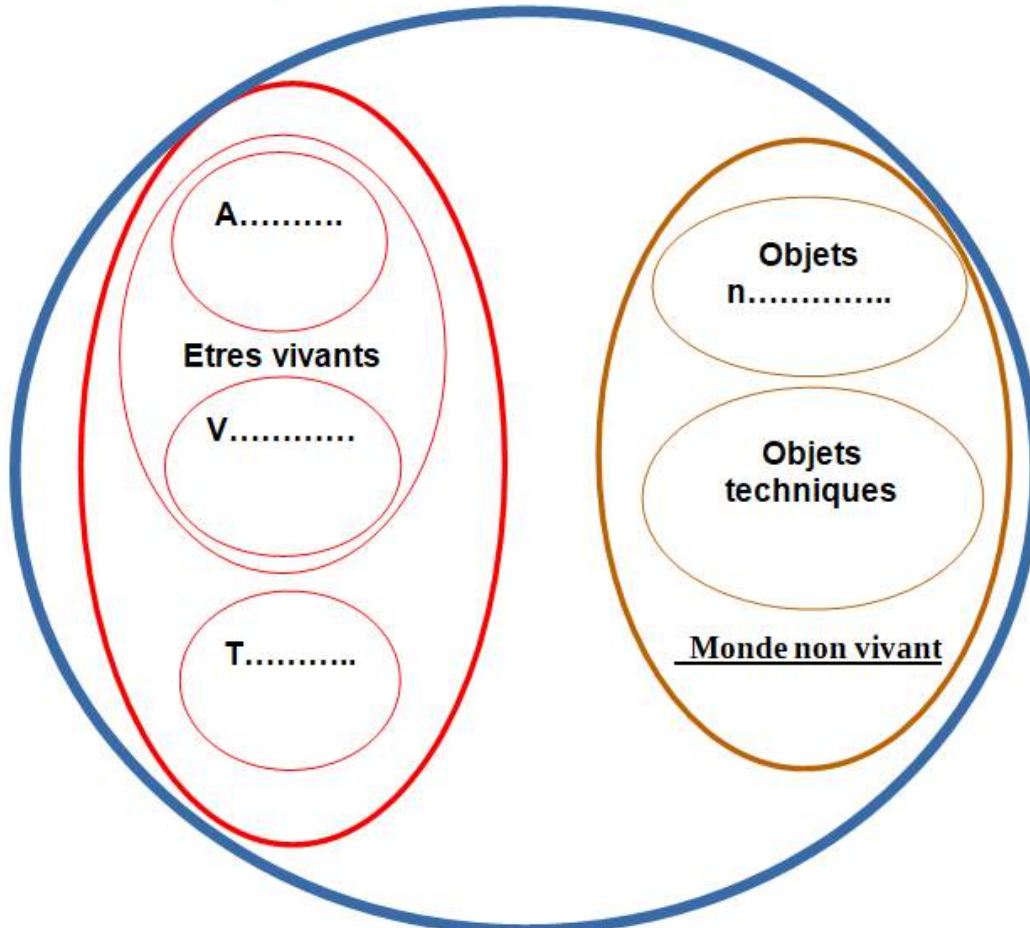 A..........
Etres vivants
V............
T...........
Objets
n..............
Objets
techniques
Monde non vivant